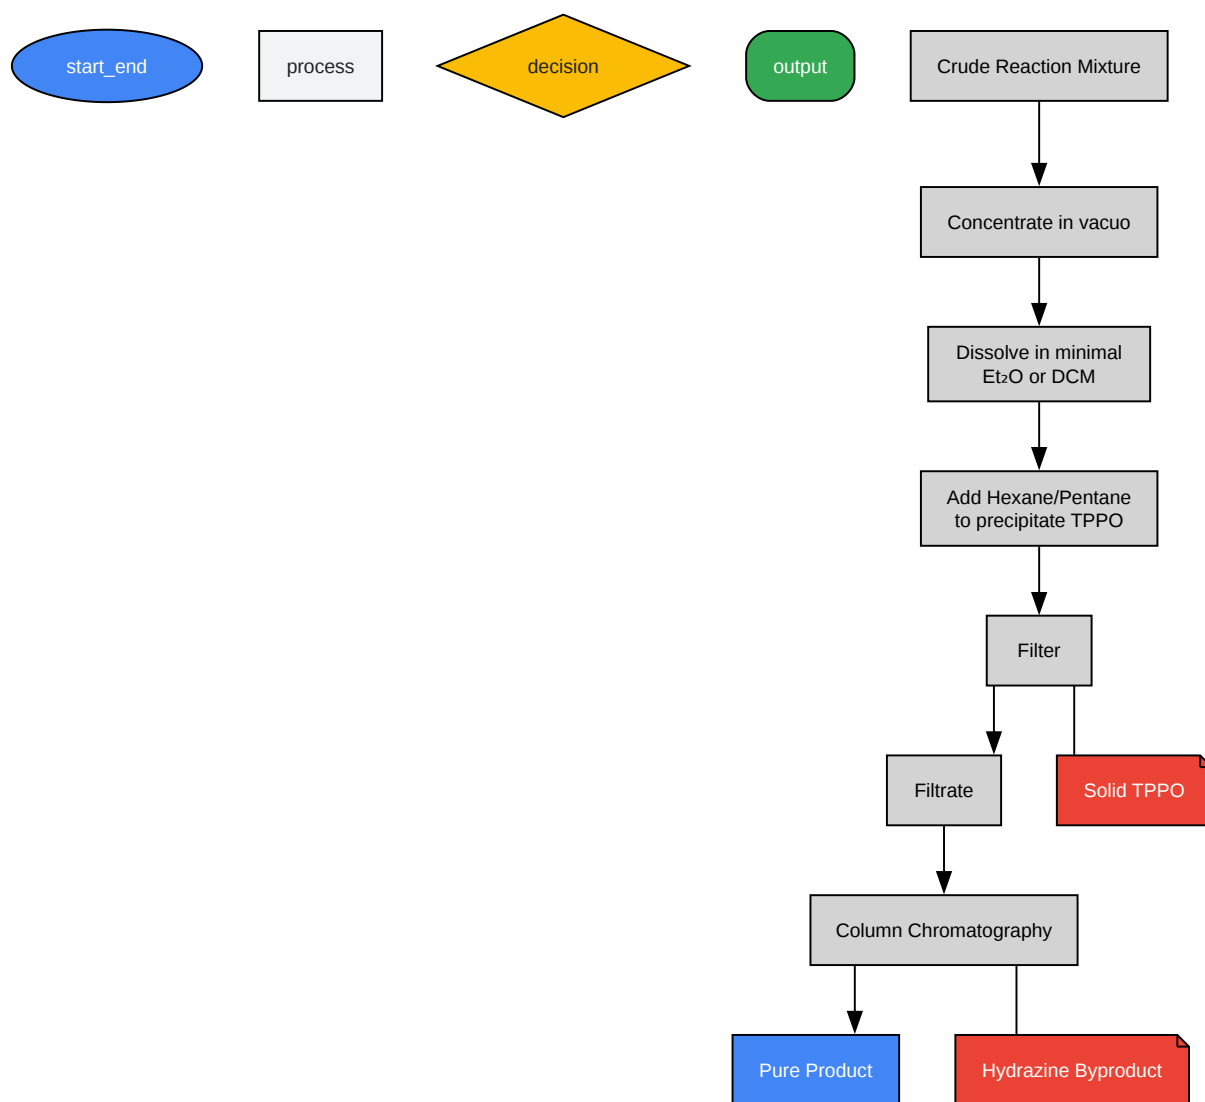 start_end
process
decision
output
Crude Reaction Mixture
Concentrate in vacuo
Dissolve in minimal
Et₂O or DCM
Add Hexane/Pentane
to precipitate TPPO
Filter
Filtrate
Solid TPPO
Column Chromatography
Pure Product
Hydrazine Byproduct